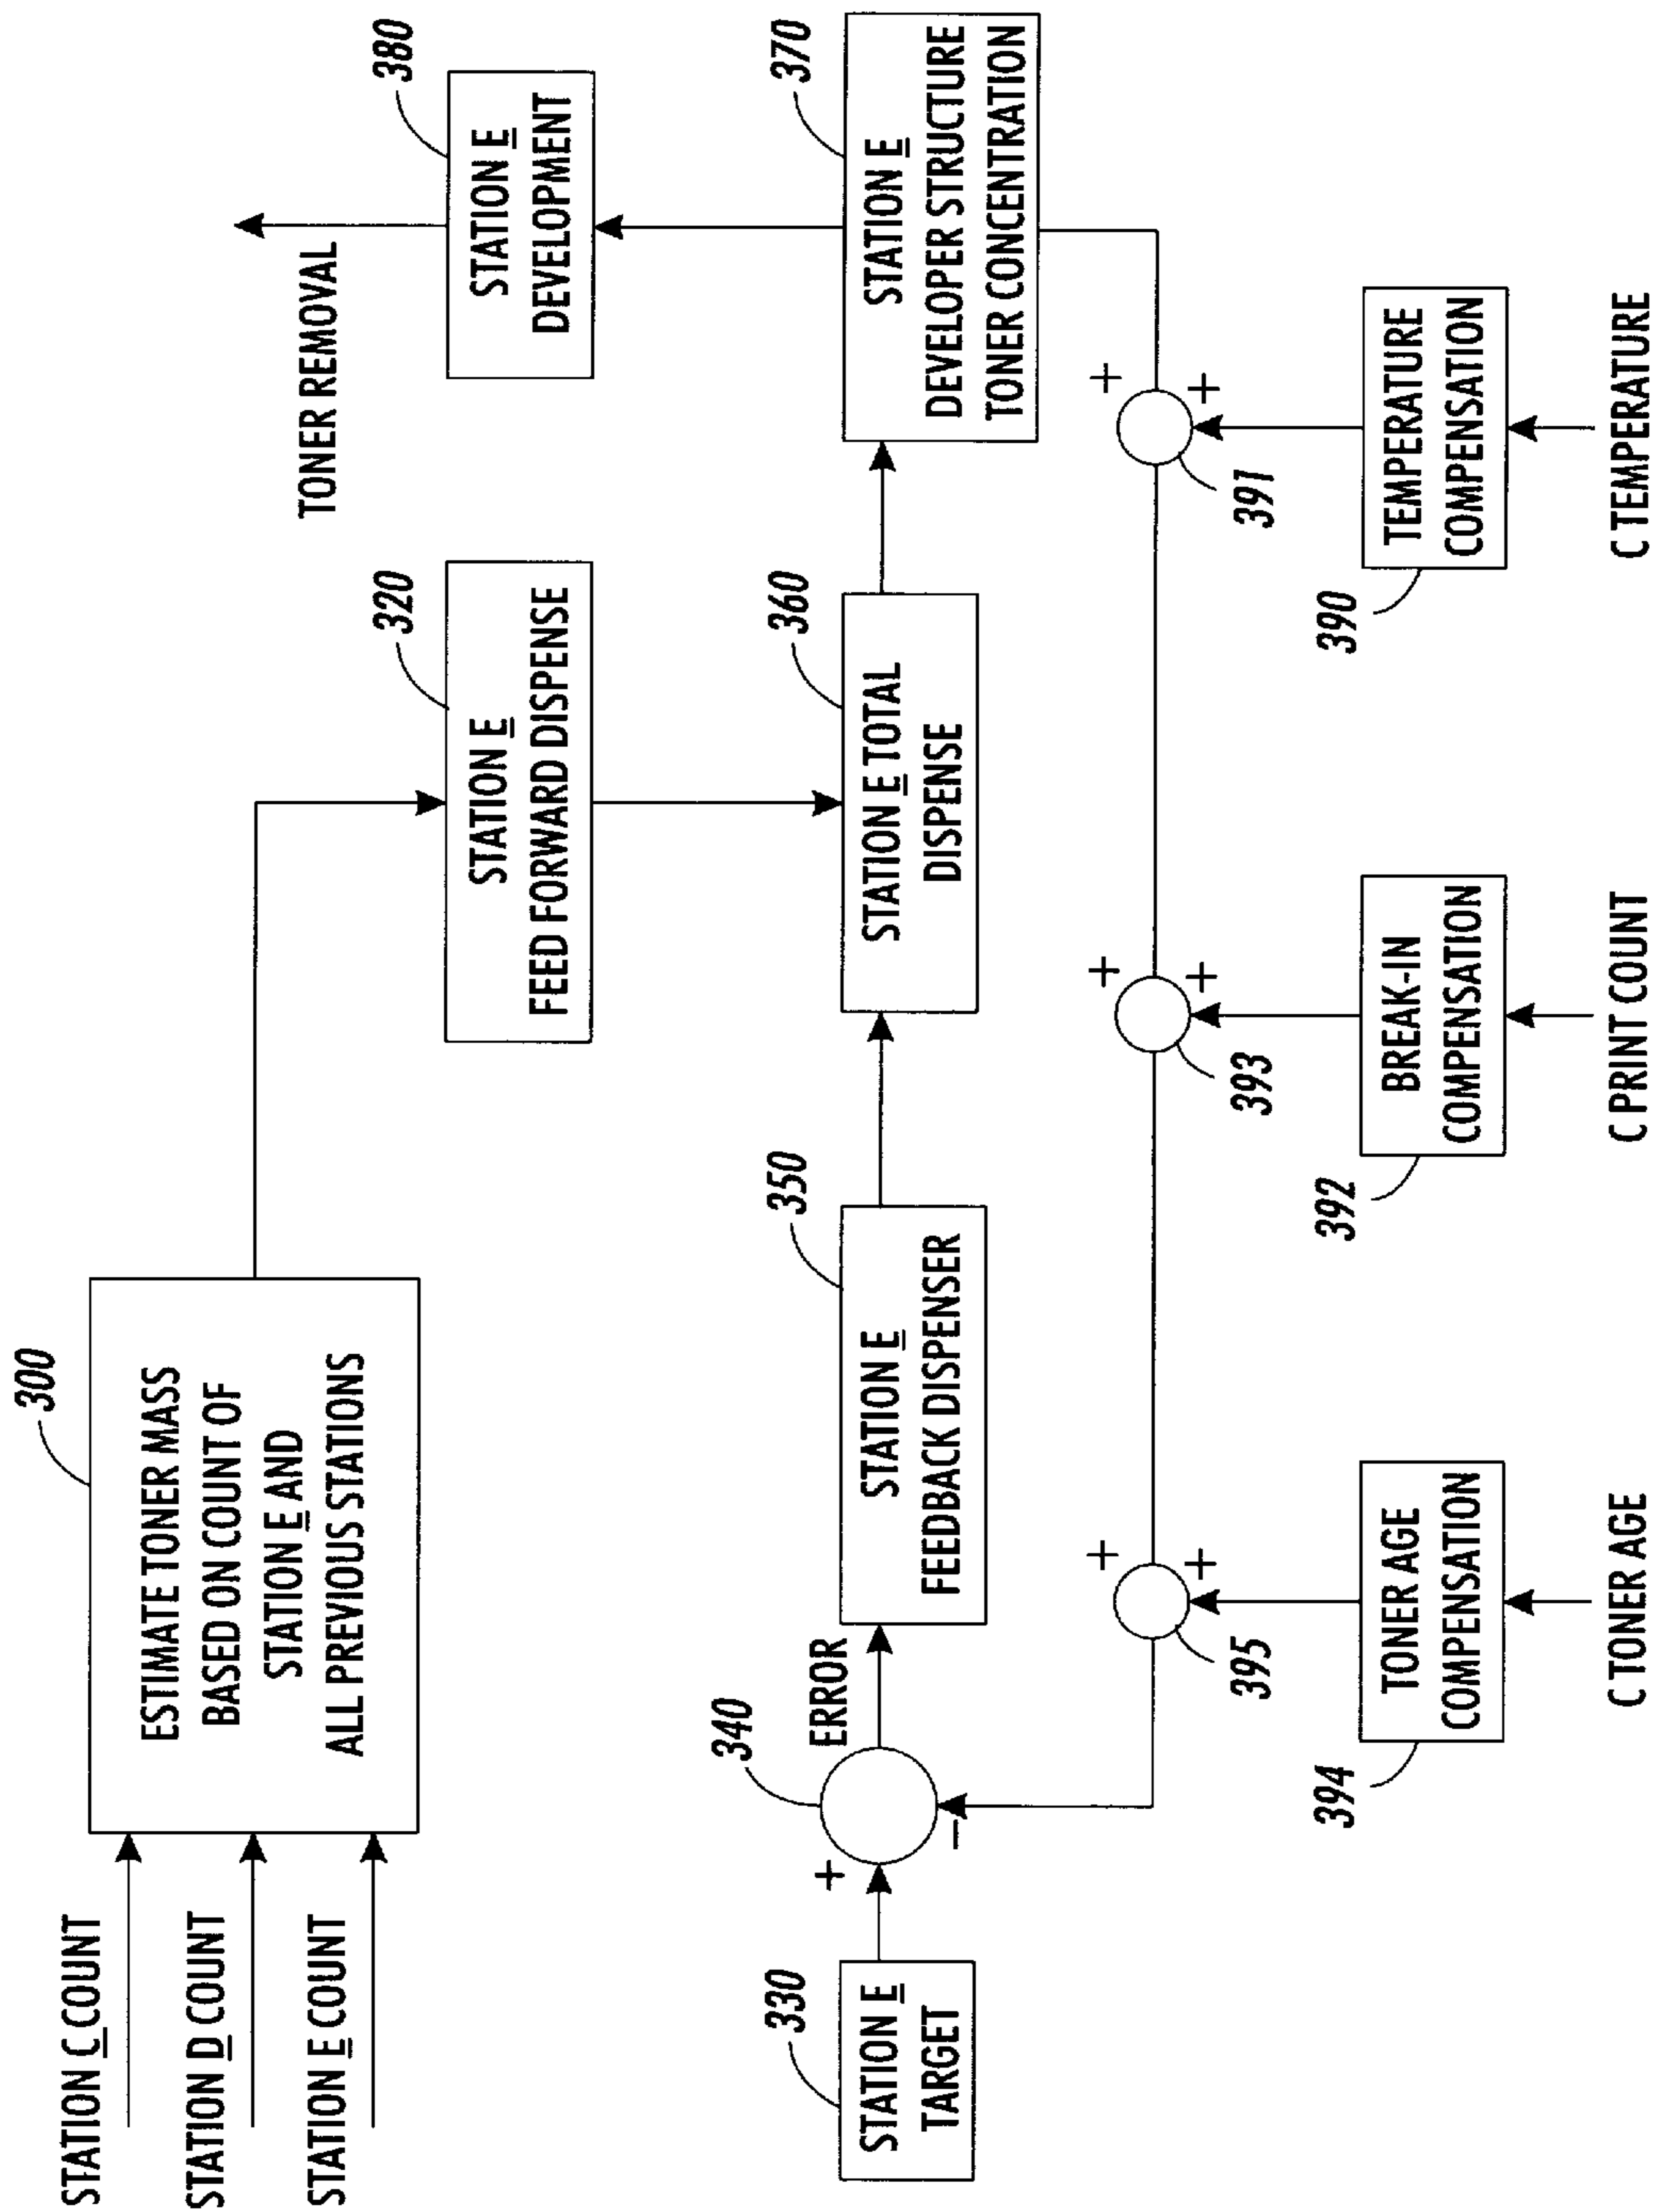 300
STATION C COUNT
STATION D COUNT
STATION E COUNT
ESTIMATE TONER MASS
BASED ON COUNT OF
STATION E AND
ALL PREVIOUS STATIONS
TONER REMOVAL
320
STATION E
FEED FORWARD DISPENSE
380
STATION E
DEVELOPMENT
330
STATION E
TARGET
340
+
−
ERROR
350
STATION E
FEEDBACK DISPENSER
360
STATION E TOTAL
DISPENSE
370
STATION E
DEVELOPER STRUCTURE
TONER CONCENTRATION
+
+
395
+
+
393
+
+
391
394
TONER AGE
COMPENSATION
392
BREAK-IN
COMPENSATION
390
TEMPERATURE
COMPENSATION
C TONER AGE
C PRINT COUNT
C TEMPERATURE